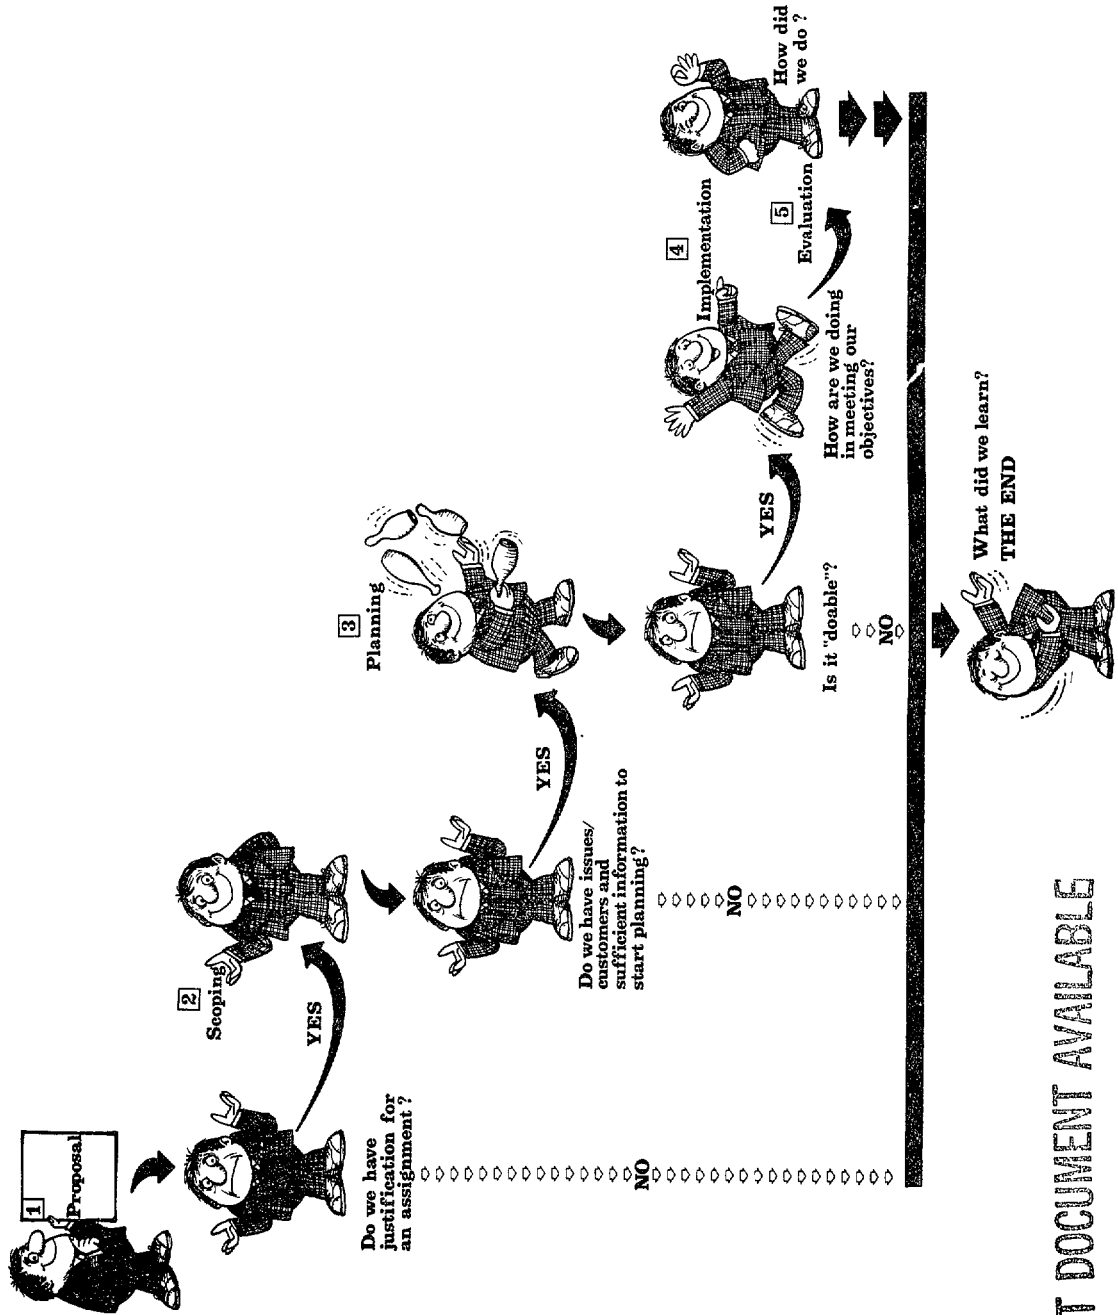 1
Proposal
Do we have
justification for
an assignment ?
NO
YES
2
Scoping
Do we have issues/
customers and
sufficient information to
start planning?
NO
YES
3
Planning
Is it "doable"?
NO
YES
4
Implementation
How are we doing
in meeting our
objectives?
5
Evaluation
How did
we do ?
What did we learn?
THE END
T DOCUMENT AVAILABLE